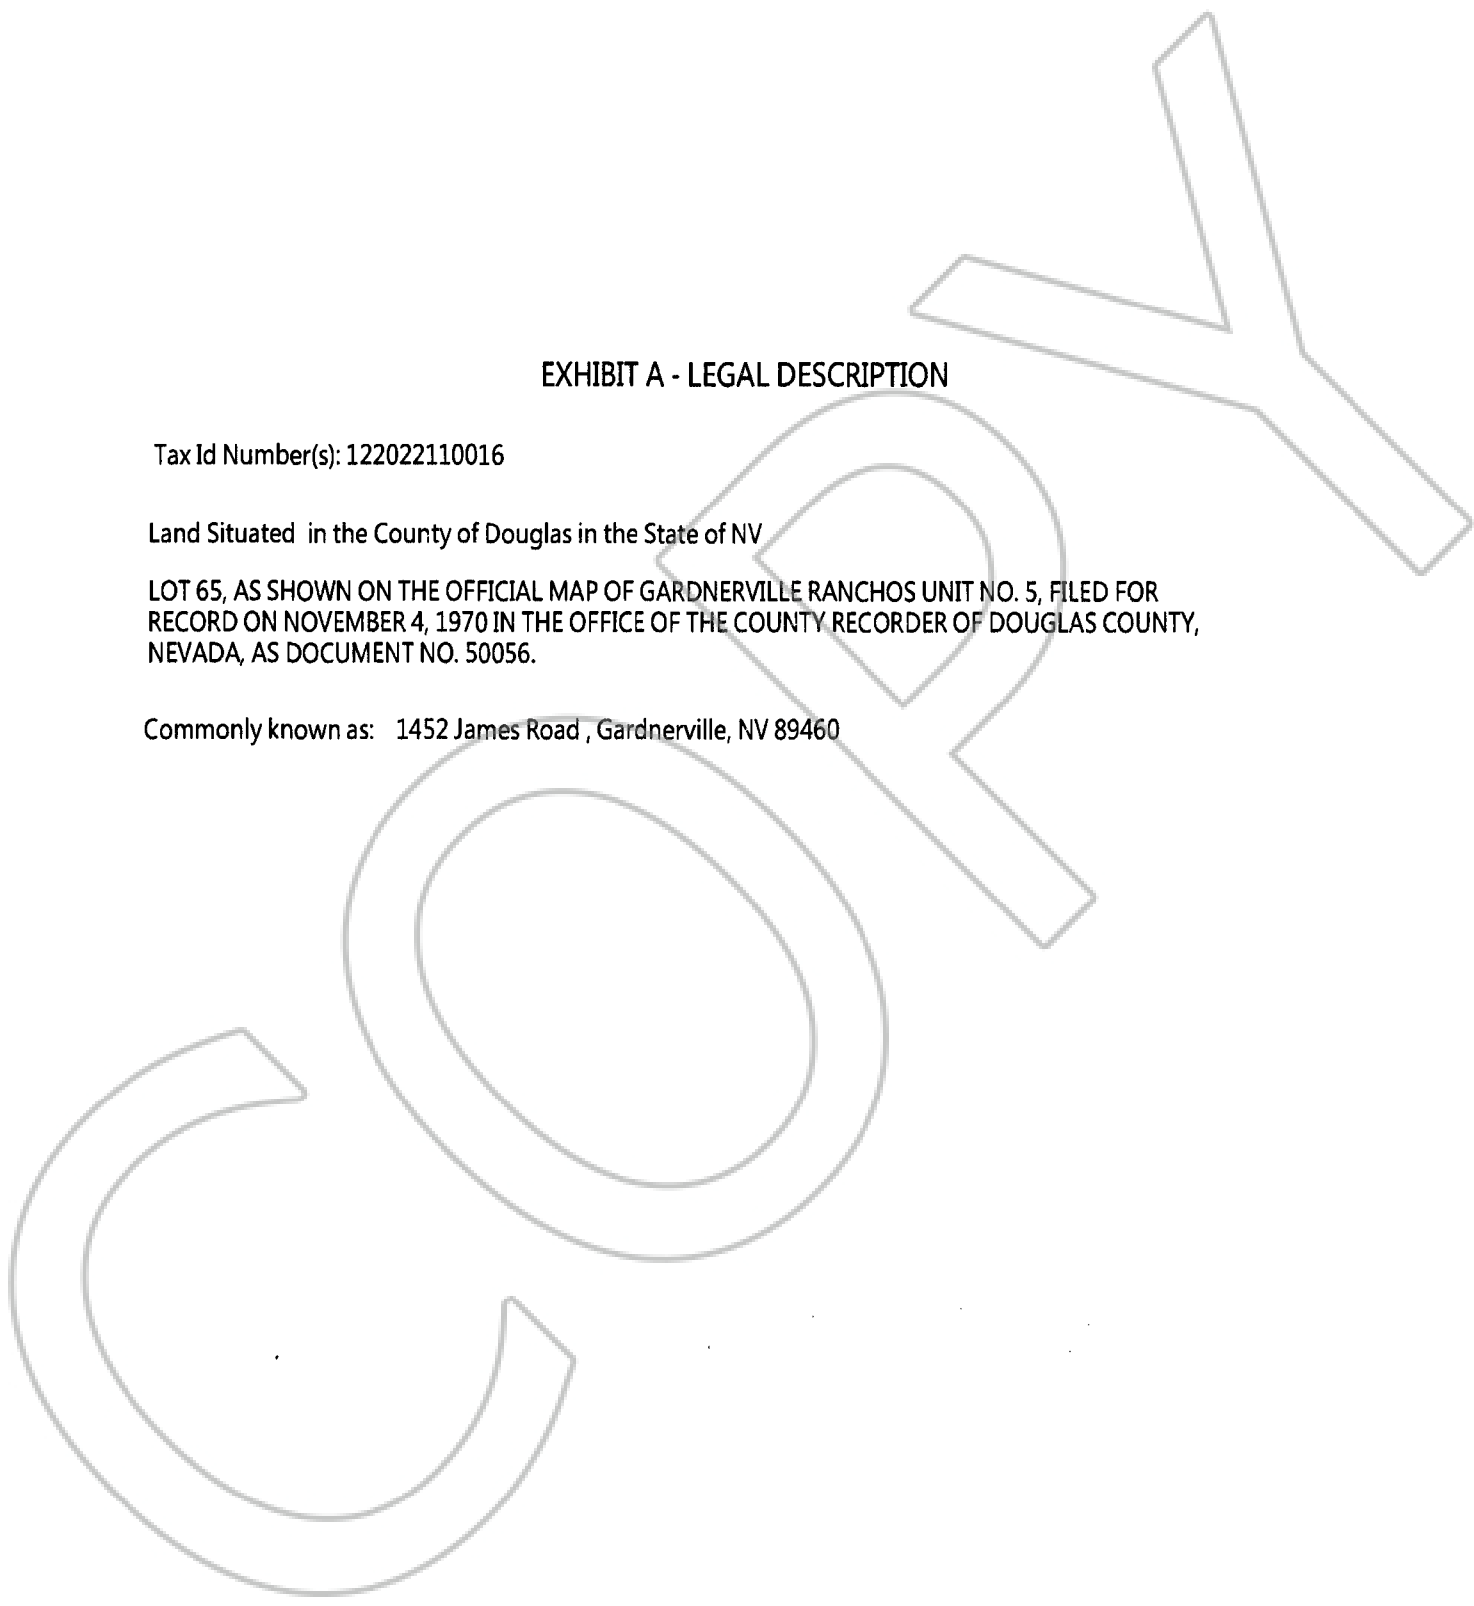 EXHIBIT A - LEGAL DESCRIPTION
Tax Id Number(s): 122022110016
Land Situated in the County of Douglas in the State of NV
LOT 65, AS SHOWN ON THE OFFICIAL MAP OF GARDNERVILLE RANCHOS UNIT NO. 5, FILED FOR
RECORD ON NOVEMBER 4, 1970 IN THE OFFICE OF THE COUNTY RECORDER OF DOUGLAS COUNTY,
NEVADA, AS DOCUMENT NO. 50056.
Commonly known as: 1452 James Road , Gardnerville, NV 89460
COPY